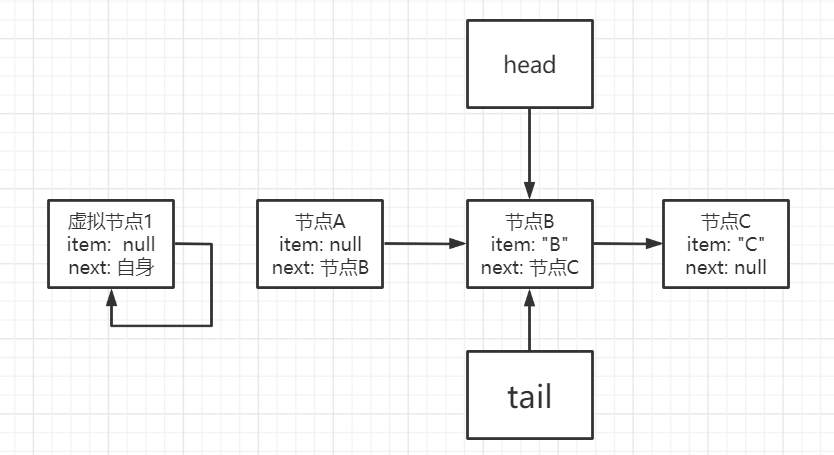 head
虚拟节点1
item: null
next: 自身
节点A
item: null
next: 节点B
节点B
item: "B"
next: 节点C
节点C
item: "C"
next: null
tail